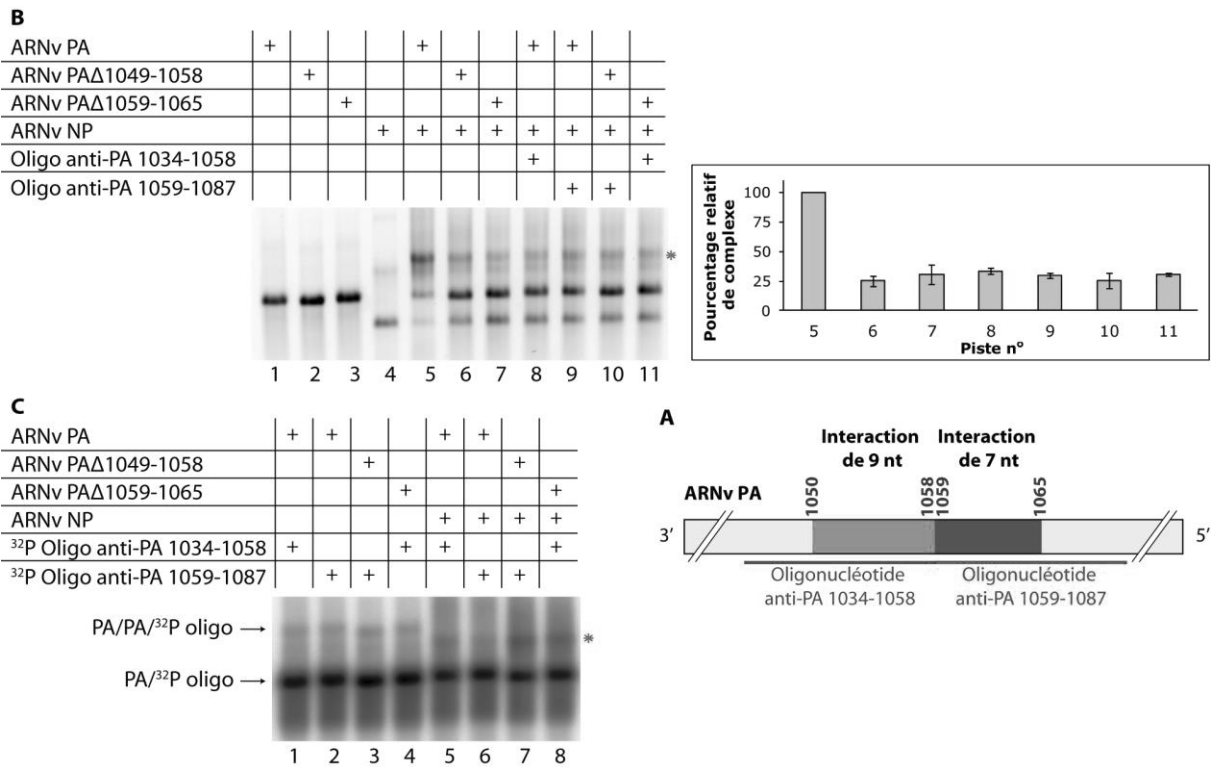 B
ARNv PA + + + +
ARNv PAΔ1049-1058 + + +
ARNv PAΔ1059-1065 + + +
ARNv NP + + + + + + + +
Oligo anti-PA 1034-1058 + +
Oligo anti-PA 1059-1087 + +
*
1 2 3 4 5 6 7 8 9 10 11
Pourcentage relatif
de complexe
100
75
50
25
0
5 6 7 8 9 10 11
Piste n°
C
ARNv PA + + + +
ARNv PAΔ1049-1058 + +
ARNv PAΔ1059-1065 + +
ARNv NP + + + +
³²P Oligo anti-PA 1034-1058 + + + +
³²P Oligo anti-PA 1059-1087 + + + +
PA/PA/³²P oligo →
*
PA/³²P oligo →
1 2 3 4 5 6 7 8
A
Interaction
de 9 nt
Interaction
de 7 nt
ARNv PA
1050
1058
1059
1065
3’
5’
Oligonucléotide
anti-PA 1034-1058
Oligonucléotide
anti-PA 1059-1087